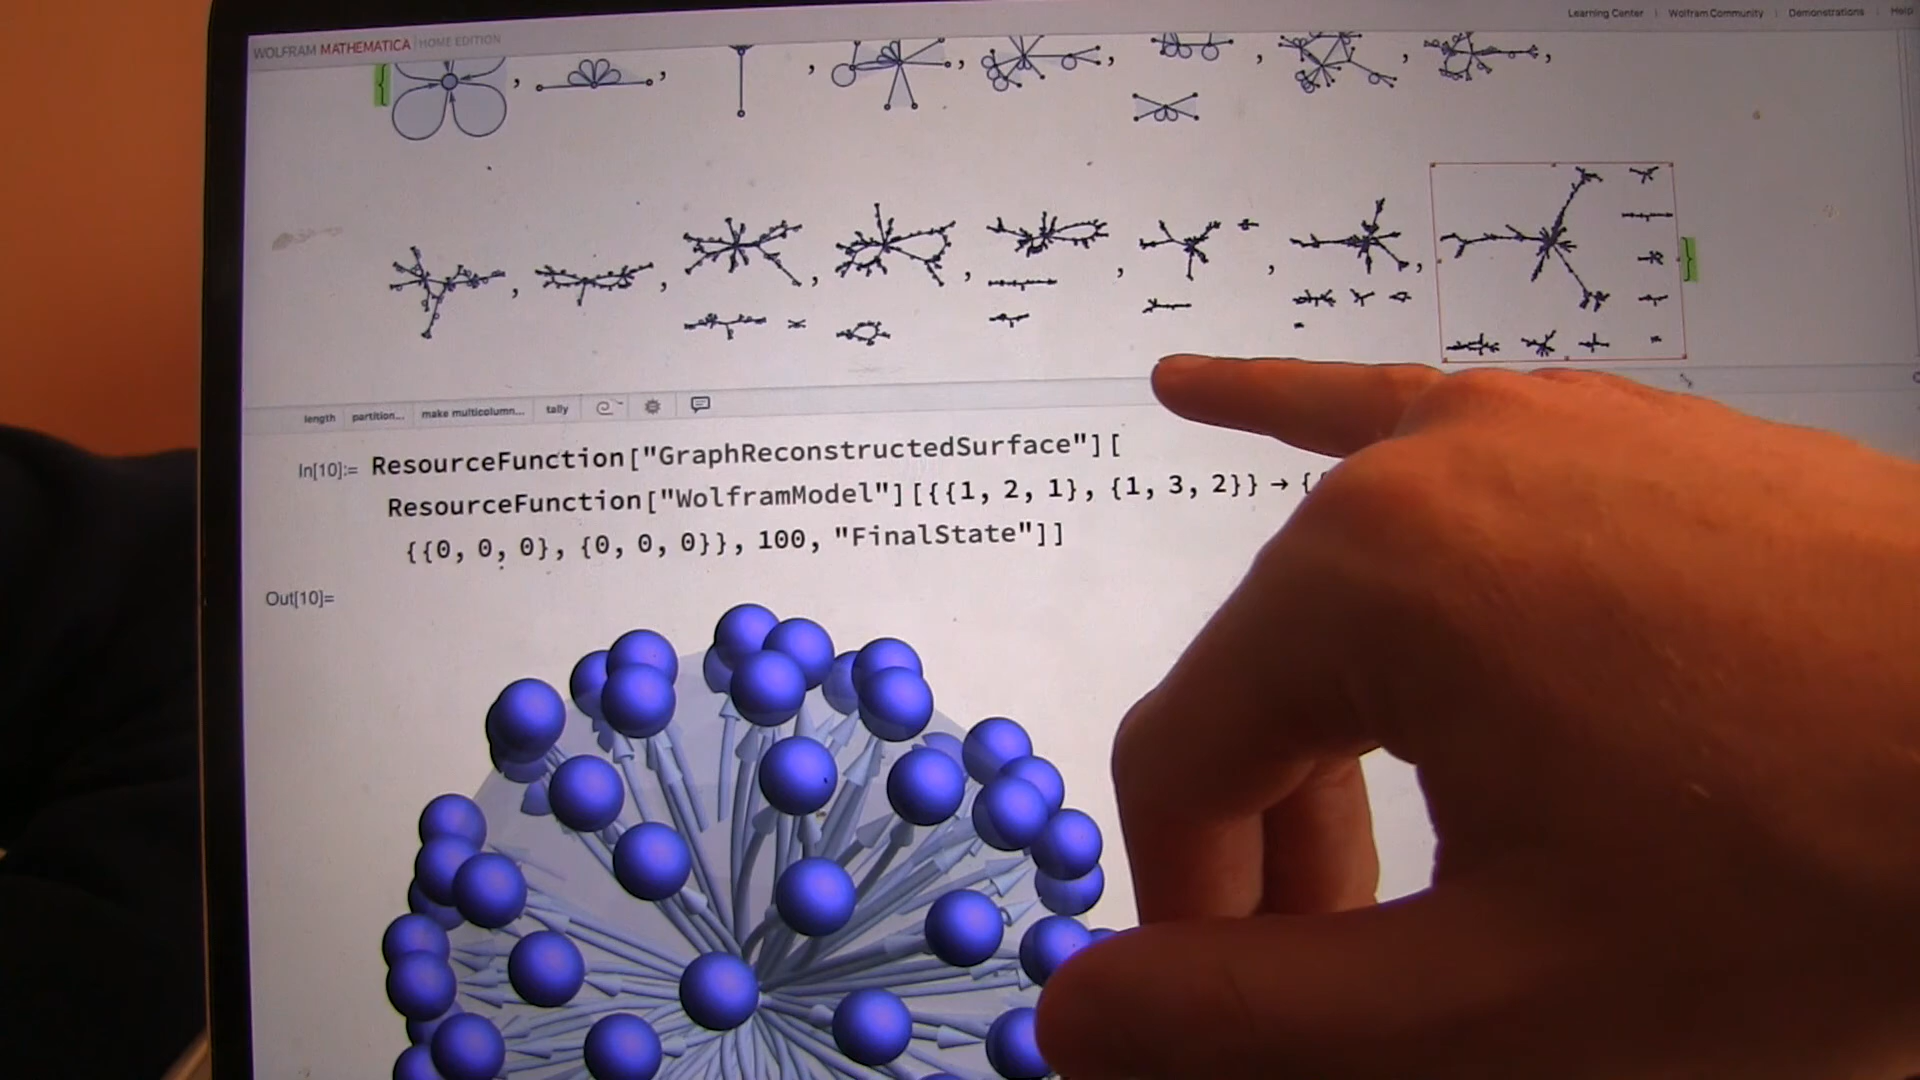 Learning Center | Wolfram Community | Demonstrations | Help
WOLFRAM MATHEMATICA | HOME EDITION
length partition... make multicolumn... tally
In[10]:= ResourceFunction["GraphReconstructedSurface"][
ResourceFunction["WolframModel"][{{1, 2, 1}, {1, 3, 2}} → {
{{0, 0, 0}, {0, 0, 0}}, 100, "FinalState"]]
Out[10]=